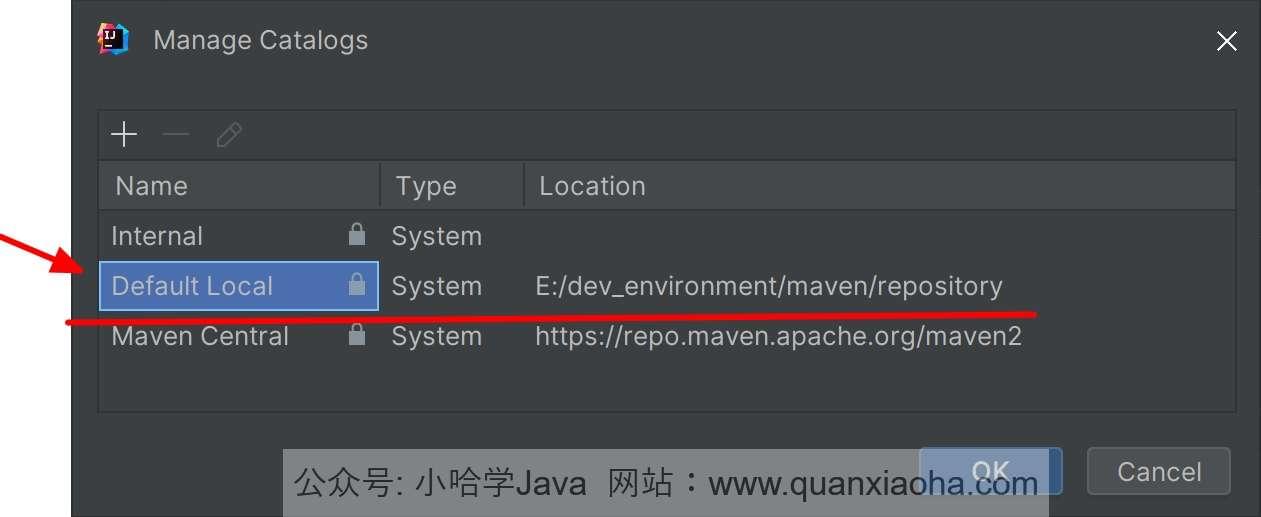 Manage Catalogs
Name Type Location
Internal System
Default Local System E:/dev_environment/maven/repository
Maven Central System https://repo.maven.apache.org/maven2
OK Cancel
公众号: 小哈学Java 网站：www.quanxiaoha.com